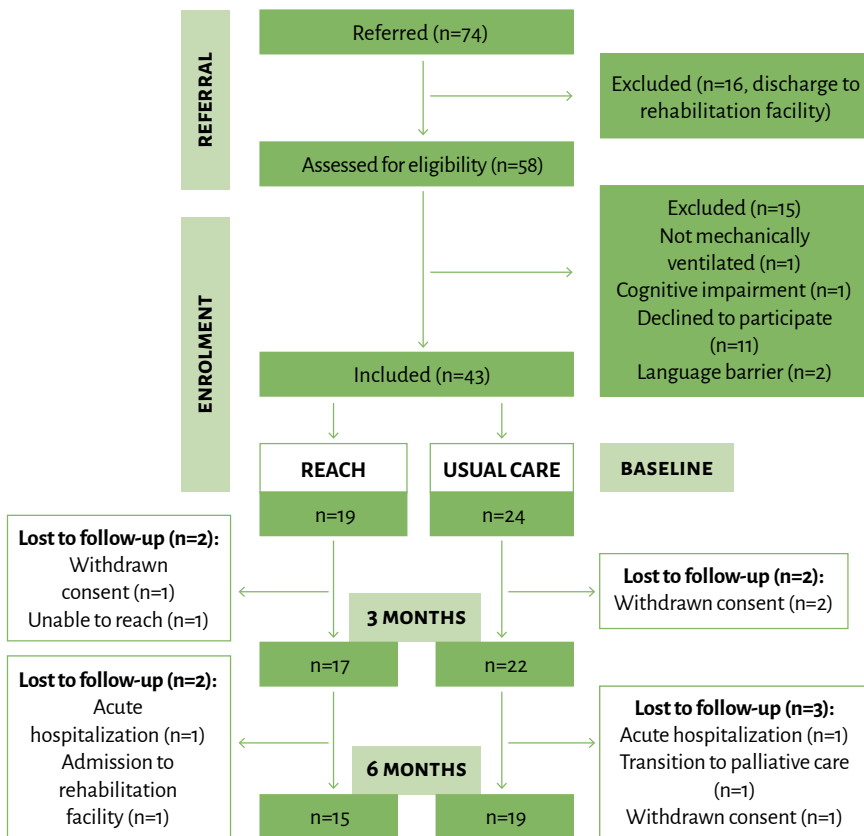 REFERRAL
Referred (n=74)
Excluded (n=16, discharge to
rehabilitation facility)
Assessed for eligibility (n=58)
ENROLMENT
Excluded (n=15)
Not mechanically
ventilated (n=1)
Cognitive impairment (n=1)
Declined to participate
(n=11)
Language barrier (n=2)
Included (n=43)
REACH
USUAL CARE
BASELINE
n=19
n=24
Lost to follow-up (n=2):
Withdrawn
consent (n=1)
Unable to reach (n=1)
Lost to follow-up (n=2):
Withdrawn consent (n=2)
3 MONTHS
n=17
n=22
Lost to follow-up (n=2):
Acute
hospitalization (n=1)
Admission to
rehabilitation
facility (n=1)
Lost to follow-up (n=3):
Acute hospitalization (n=1)
Transition to palliative care
(n=1)
Withdrawn consent (n=1)
6 MONTHS
n=15
n=19